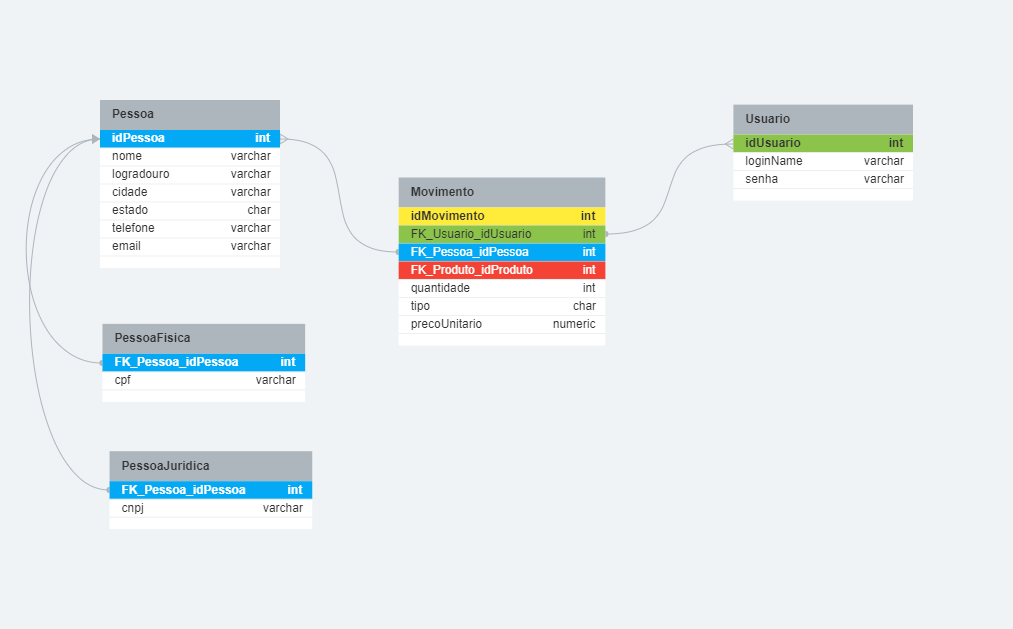 Pessoa
idPessoa int
nome varchar
logradouro varchar
cidade varchar
estado char
telefone varchar
email varchar
Usuario
idUsuario int
loginName varchar
senha varchar
Movimento
idMovimento int
FK_Usuario_idUsuario int
FK_Pessoa_idPessoa int
FK_Produto_idProduto int
quantidade int
tipo char
precoUnitario numeric
PessoaFisica
FK_Pessoa_idPessoa int
cpf varchar
PessoaJuridica
FK_Pessoa_idPessoa int
cnpj varchar